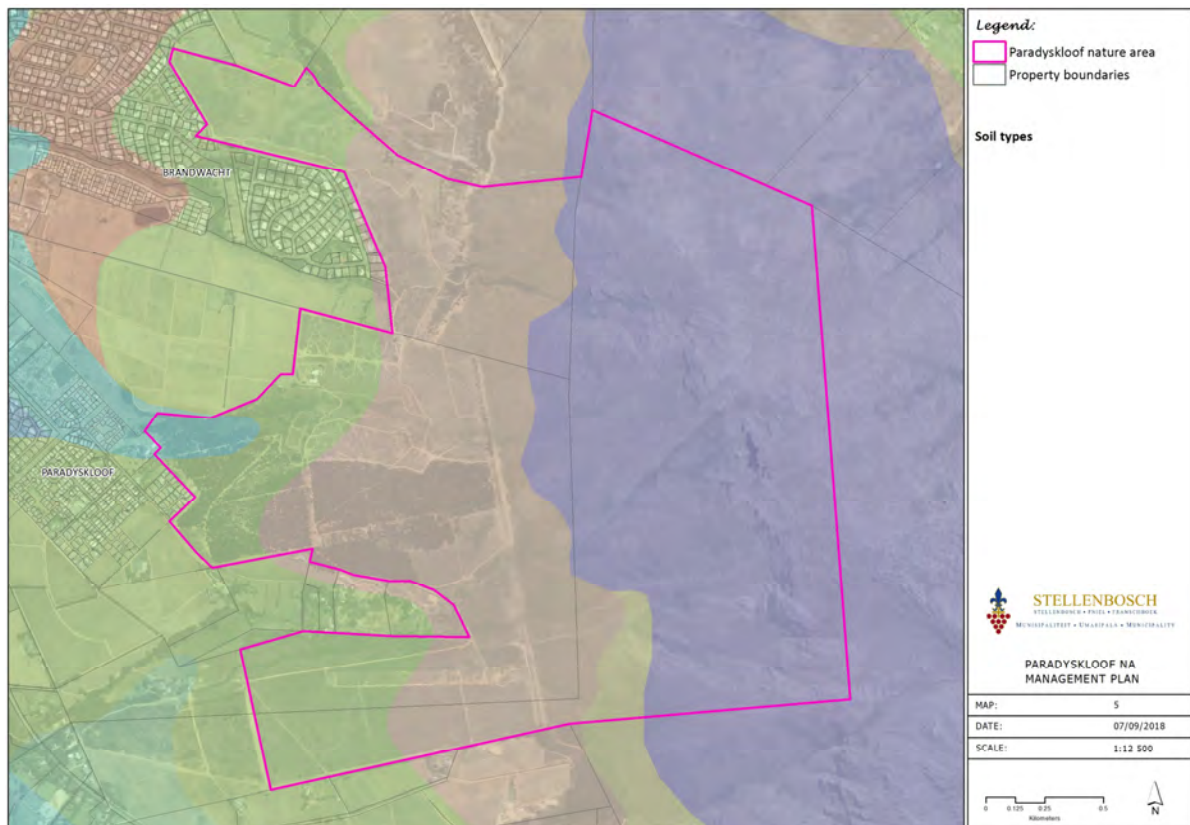 Legend:
Paradyskloof nature area
Property boundaries
Soil types
BRANDWACHT
PARADYSKLOOF
STELLENBOSCH
STELLENBOSCH • PNIEL • FRANSCHHOEK
MUNISIPALITEIT • UMASIPALA • MUNICIPALITY
PARADYSKLOOF NA
MANAGEMENT PLAN
MAP: 5
DATE: 07/09/2018
SCALE: 1:12 500
0 0.125 0.25 0.5
Kilometers
N